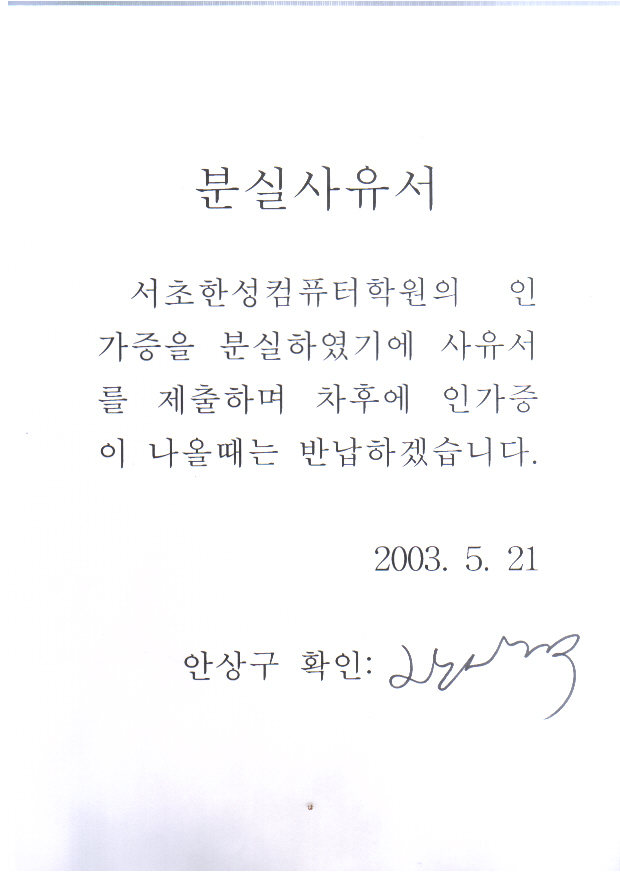 분실사유서
서초한성컴퓨터학원의 인
가증을 분실하였기에 사유서
를 제출하며 차후에 인가증
이 나올때는 반납하겠습니다.
2003. 5. 21
안상구 확인: